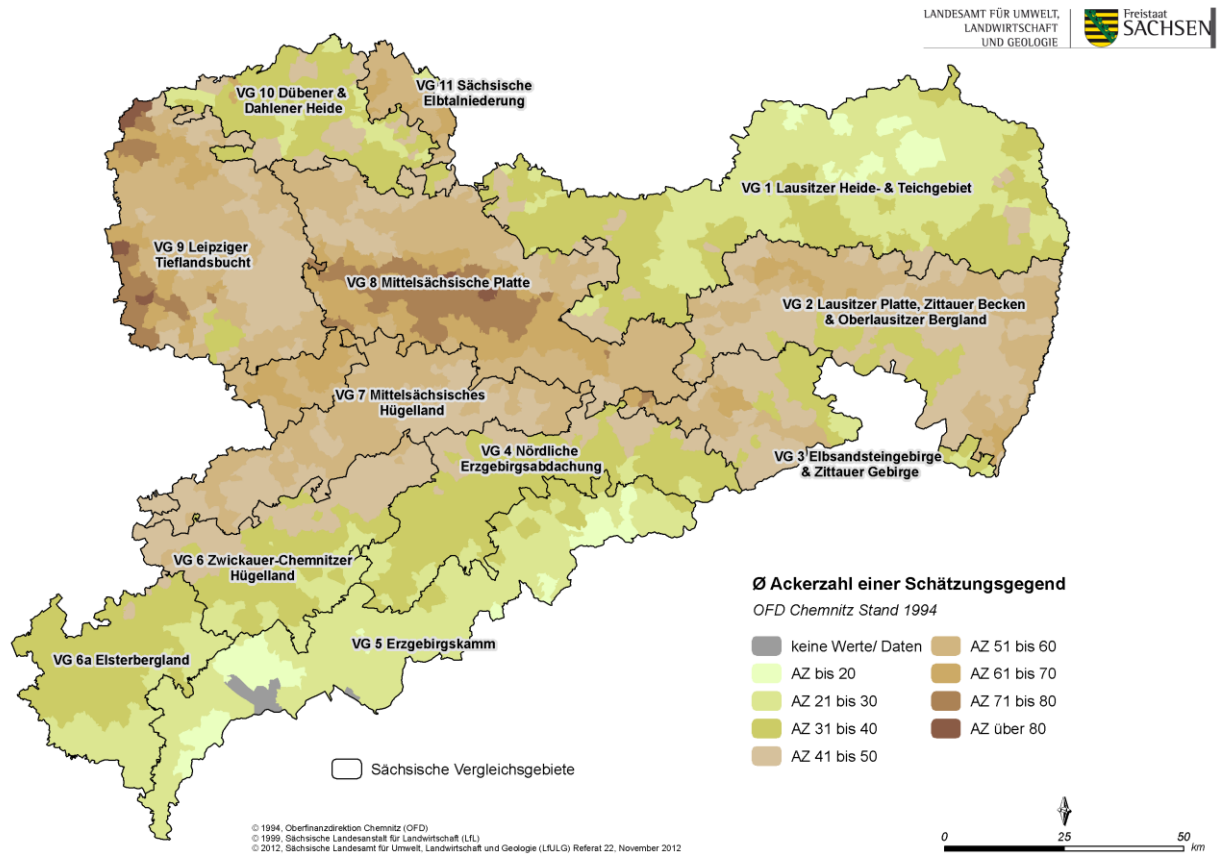 LANDESAMT FÜR UMWELT,
LANDWIRTSCHAFT
UND GEOLOGIE
Freistaat
SACHSEN
VG 10 Dübener &
Dahlener Heide
VG 11 Sächsische
Elbtalniederung
VG 1 Lausitzer Heide- & Teichgebiet
VG 9 Leipziger
Tieflandsbucht
VG 8 Mittelsächsische Platte
VG 2 Lausitzer Platte, Zittauer Becken
& Oberlausitzer Bergland
VG 7 Mittelsächsisches
Hügelland
VG 4 Nördliche
Erzgebirgsabdachung
VG 3 Elbsandsteingebirge
& Zittauer Gebirge
VG 6 Zwickauer-Chemnitzer
Hügelland
VG 5 Erzgebirgskamm
VG 6a Elsterbergland
Ø Ackerzahl einer Schätzungsgegend
OFD Chemnitz Stand 1994
keine Werte/ Daten
AZ bis 20
AZ 21 bis 30
AZ 31 bis 40
AZ 41 bis 50
AZ 51 bis 60
AZ 61 bis 70
AZ 71 bis 80
AZ über 80
Sächsische Vergleichsgebiete
© 1994, Oberfinanzdirektion Chemnitz (OFD)
© 1999, Sächsische Landesanstalt für Landwirtschaft (LfL)
© 2012, Sächsisches Landesamt für Umwelt, Landwirtschaft und Geologie (LfULG) Referat 22, November 2012
0 25 50
km